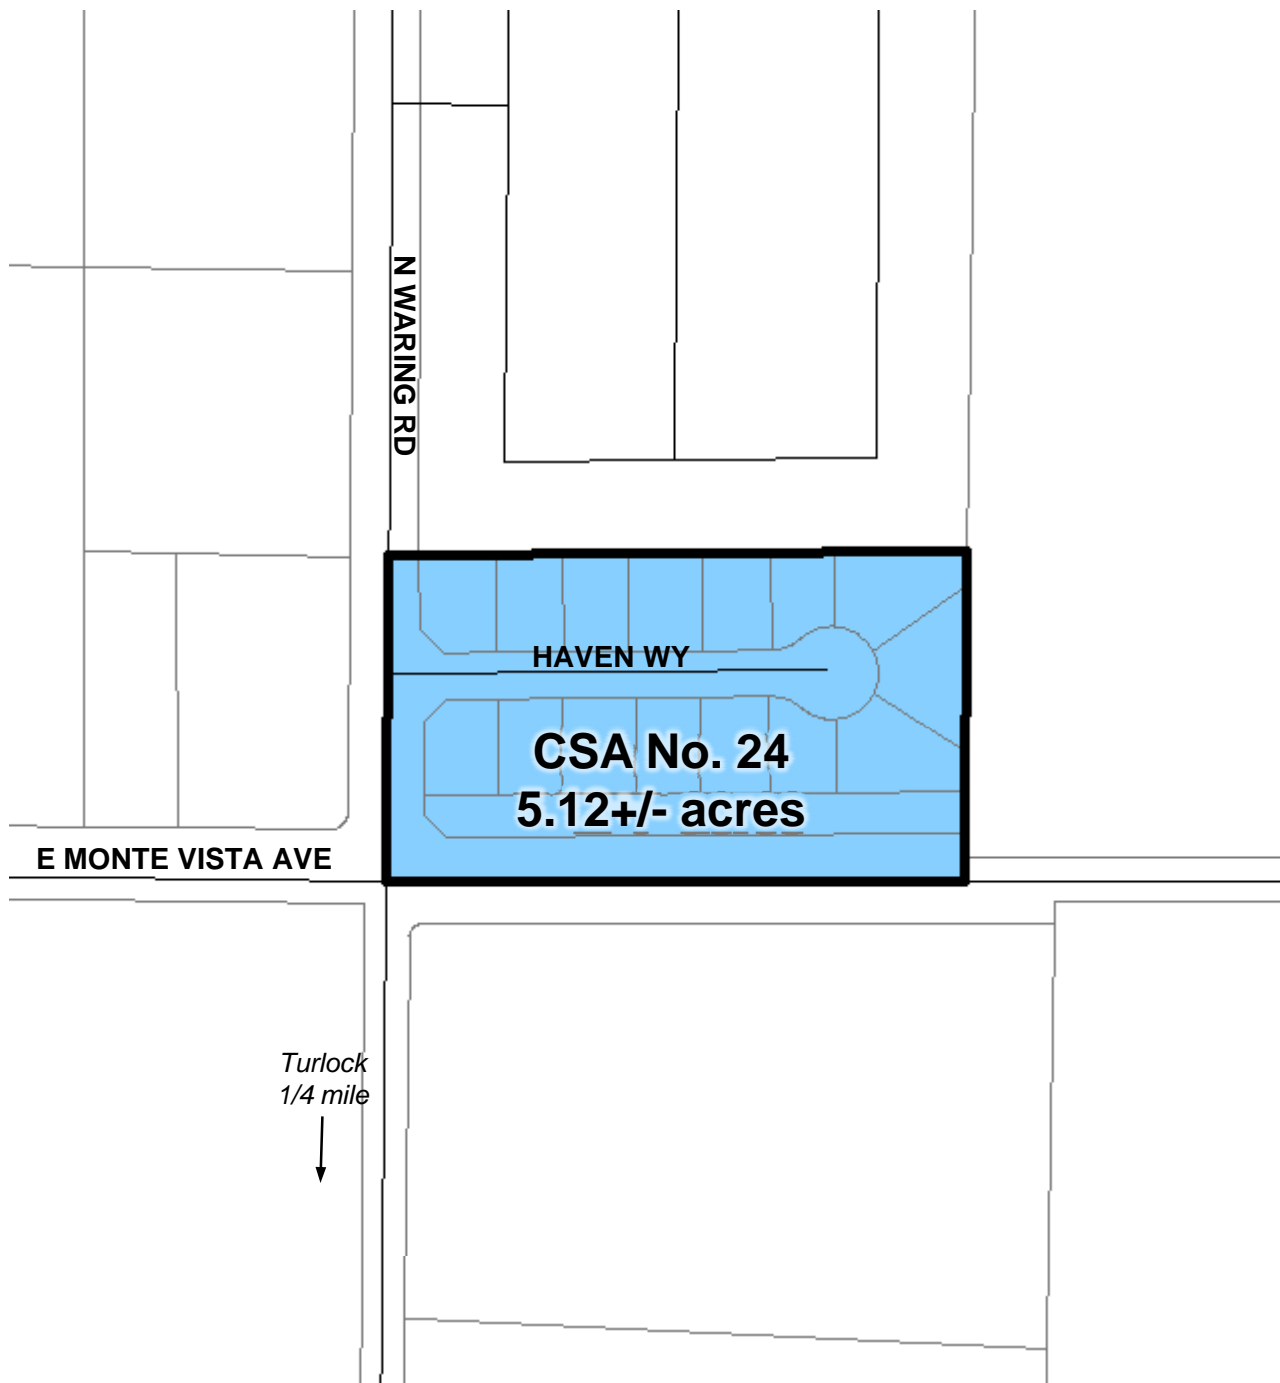 N WARING RD
HAVEN WY
CSA No. 24
5.12+/- acres
E MONTE VISTA AVE
Turlock
1/4 mile